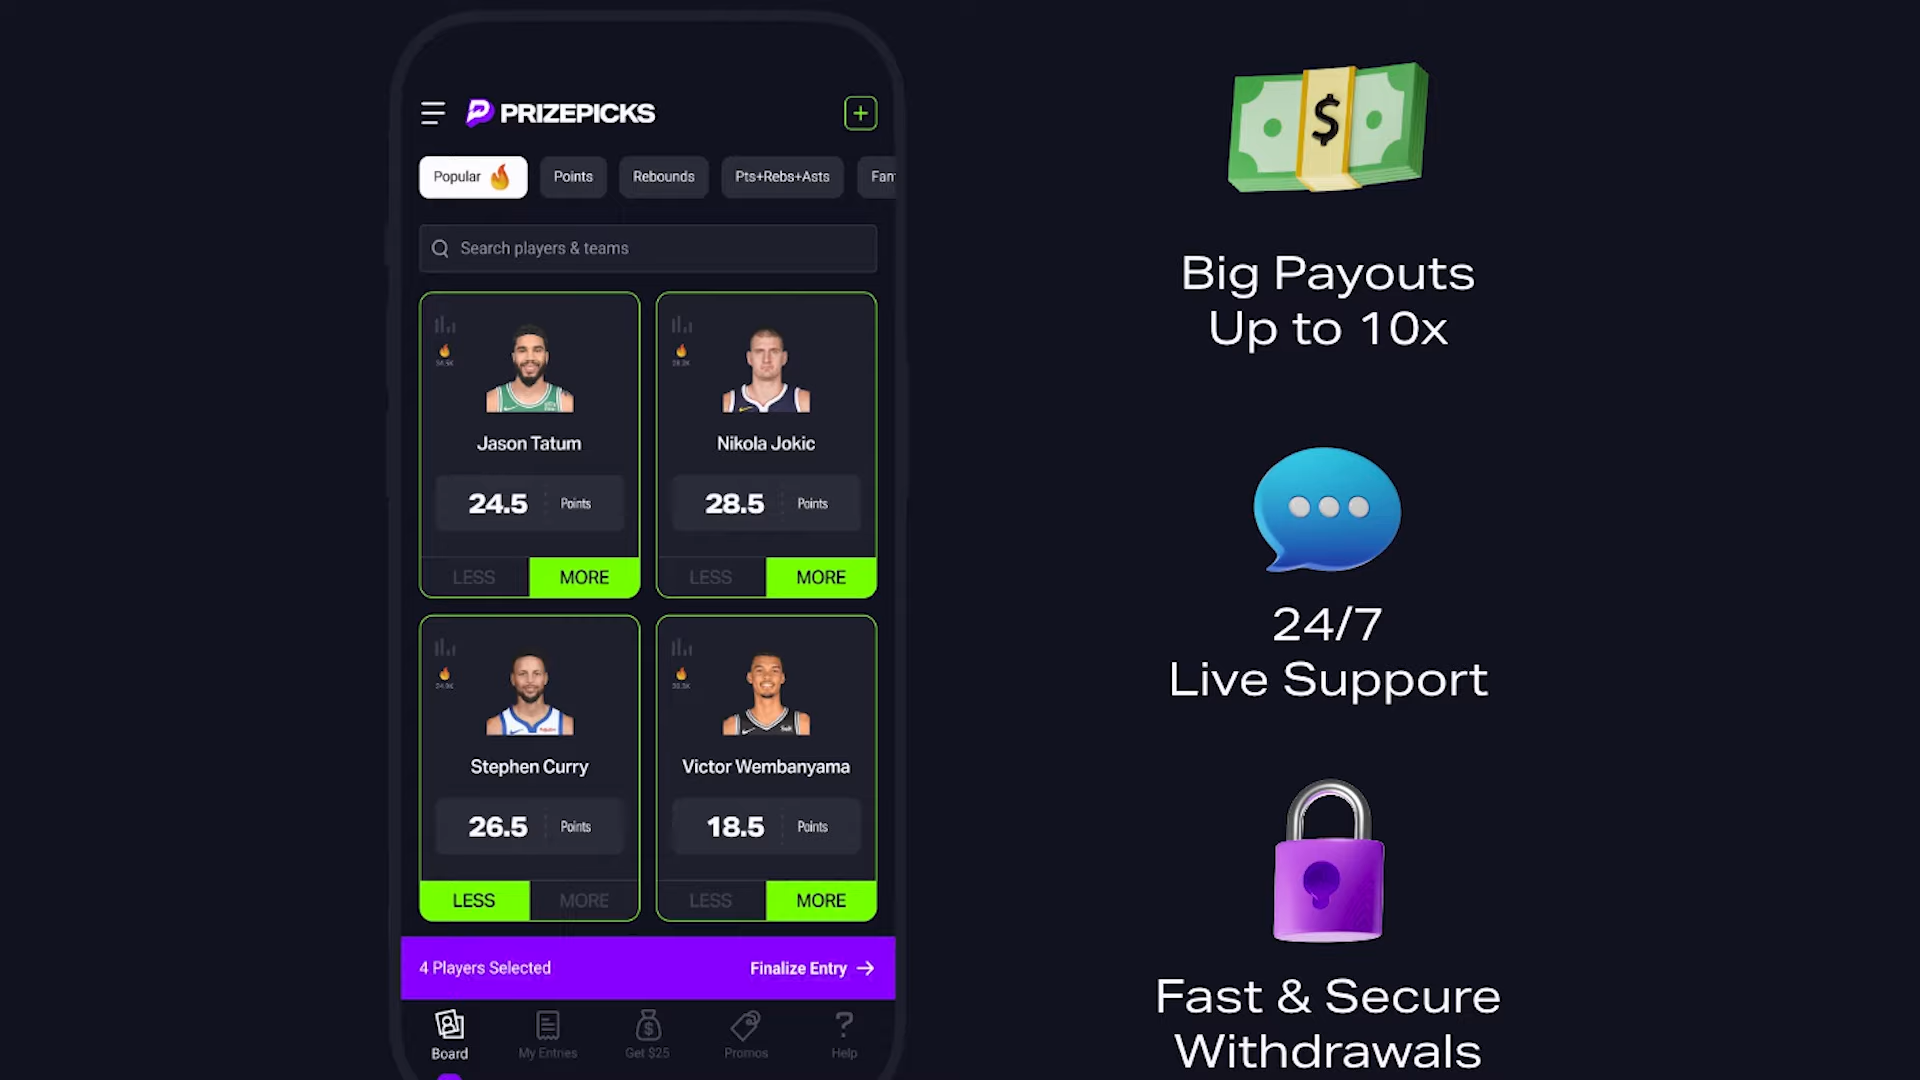 PRIZEPICKS
Popular
Points
Rebounds
Pts+Rebs+Asts
Fan
Search players & teams
Jason Tatum
24.5 Points
LESS MORE
Nikola Jokic
28.5 Points
LESS MORE
Stephen Curry
26.5 Points
LESS MORE
Victor Wembanyama
18.5 Points
LESS MORE
4 Players Selected
Finalize Entry
Board
My Entries
Get $25
Promos
Help
Big Payouts
Up to 10x
24/7
Live Support
Fast & Secure
Withdrawals